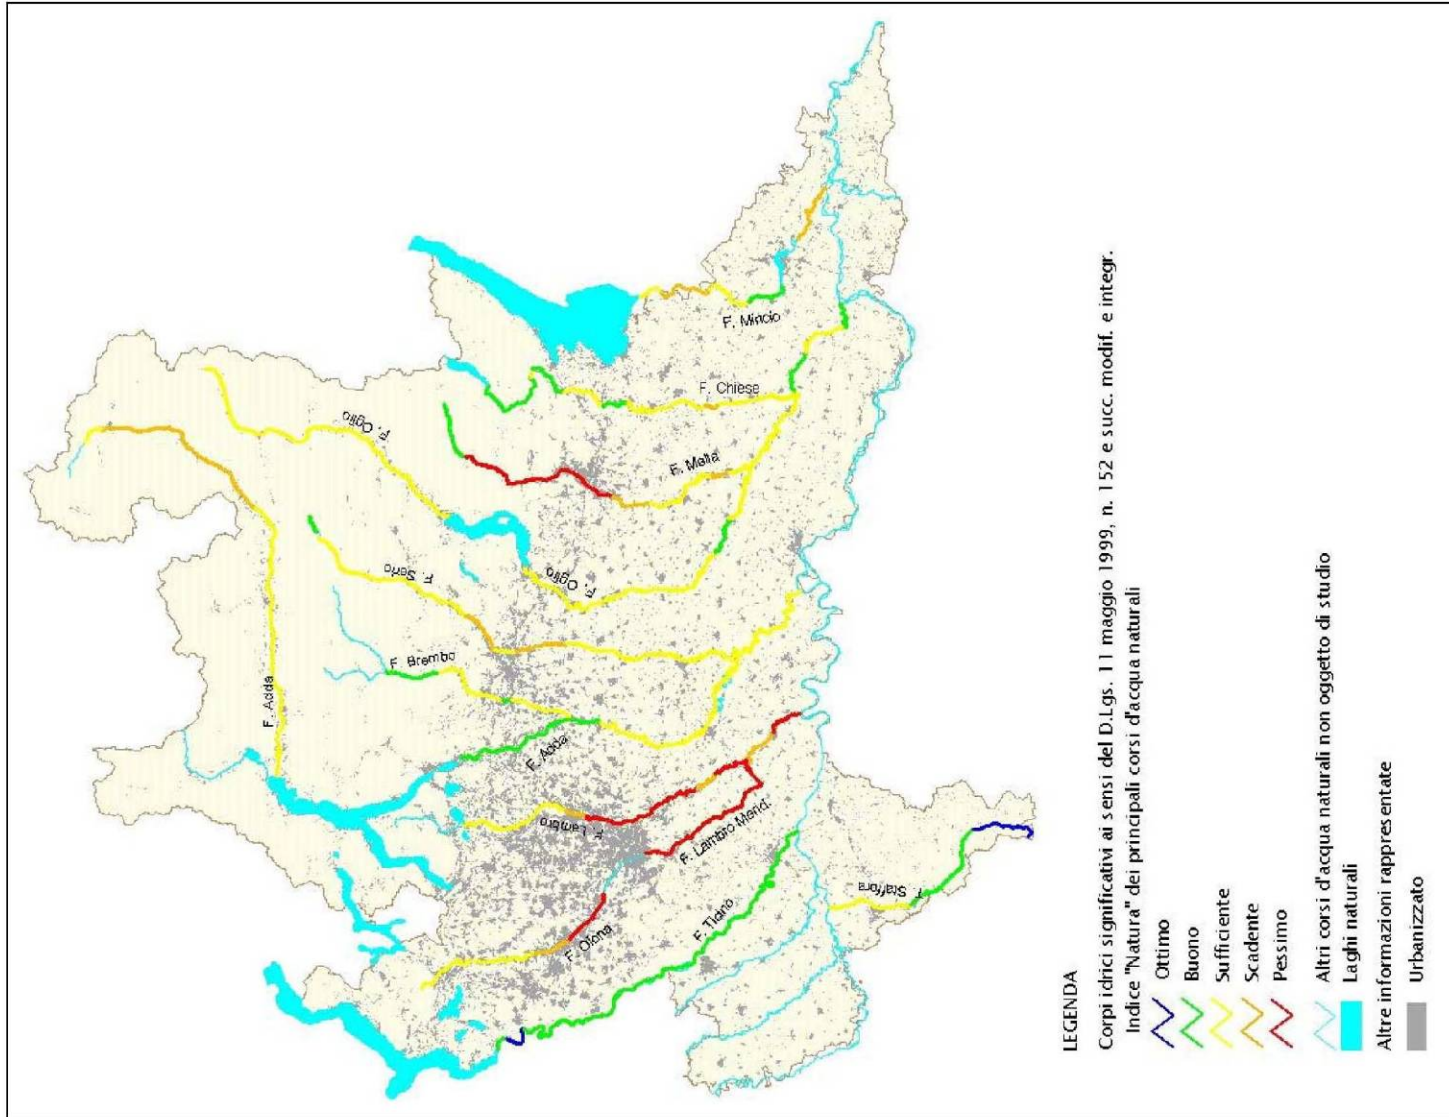 F. Oglio
F. Adda
F. Serio
F. Brembo
F. Oglio
F. Mella
F. Chiese
F. Mincio
F. Adda
F. Lambro
F. Lambro Merid.
F. Olona
F. Ticino
F. Staffora
LEGENDA
Corpi idrici significativi ai sensi del D.Lgs. 11 maggio 1999, n. 152 e succ. modif. e integr.
Indice "Natura" dei principali corsi d'acqua naturali
Ottimo
Buono
Sufficiente
Scadente
Pessimo
Altri corsi d'acqua naturali non oggetto di studio
Laghi naturali
Altre informazioni rappresentate
Urbanizzato